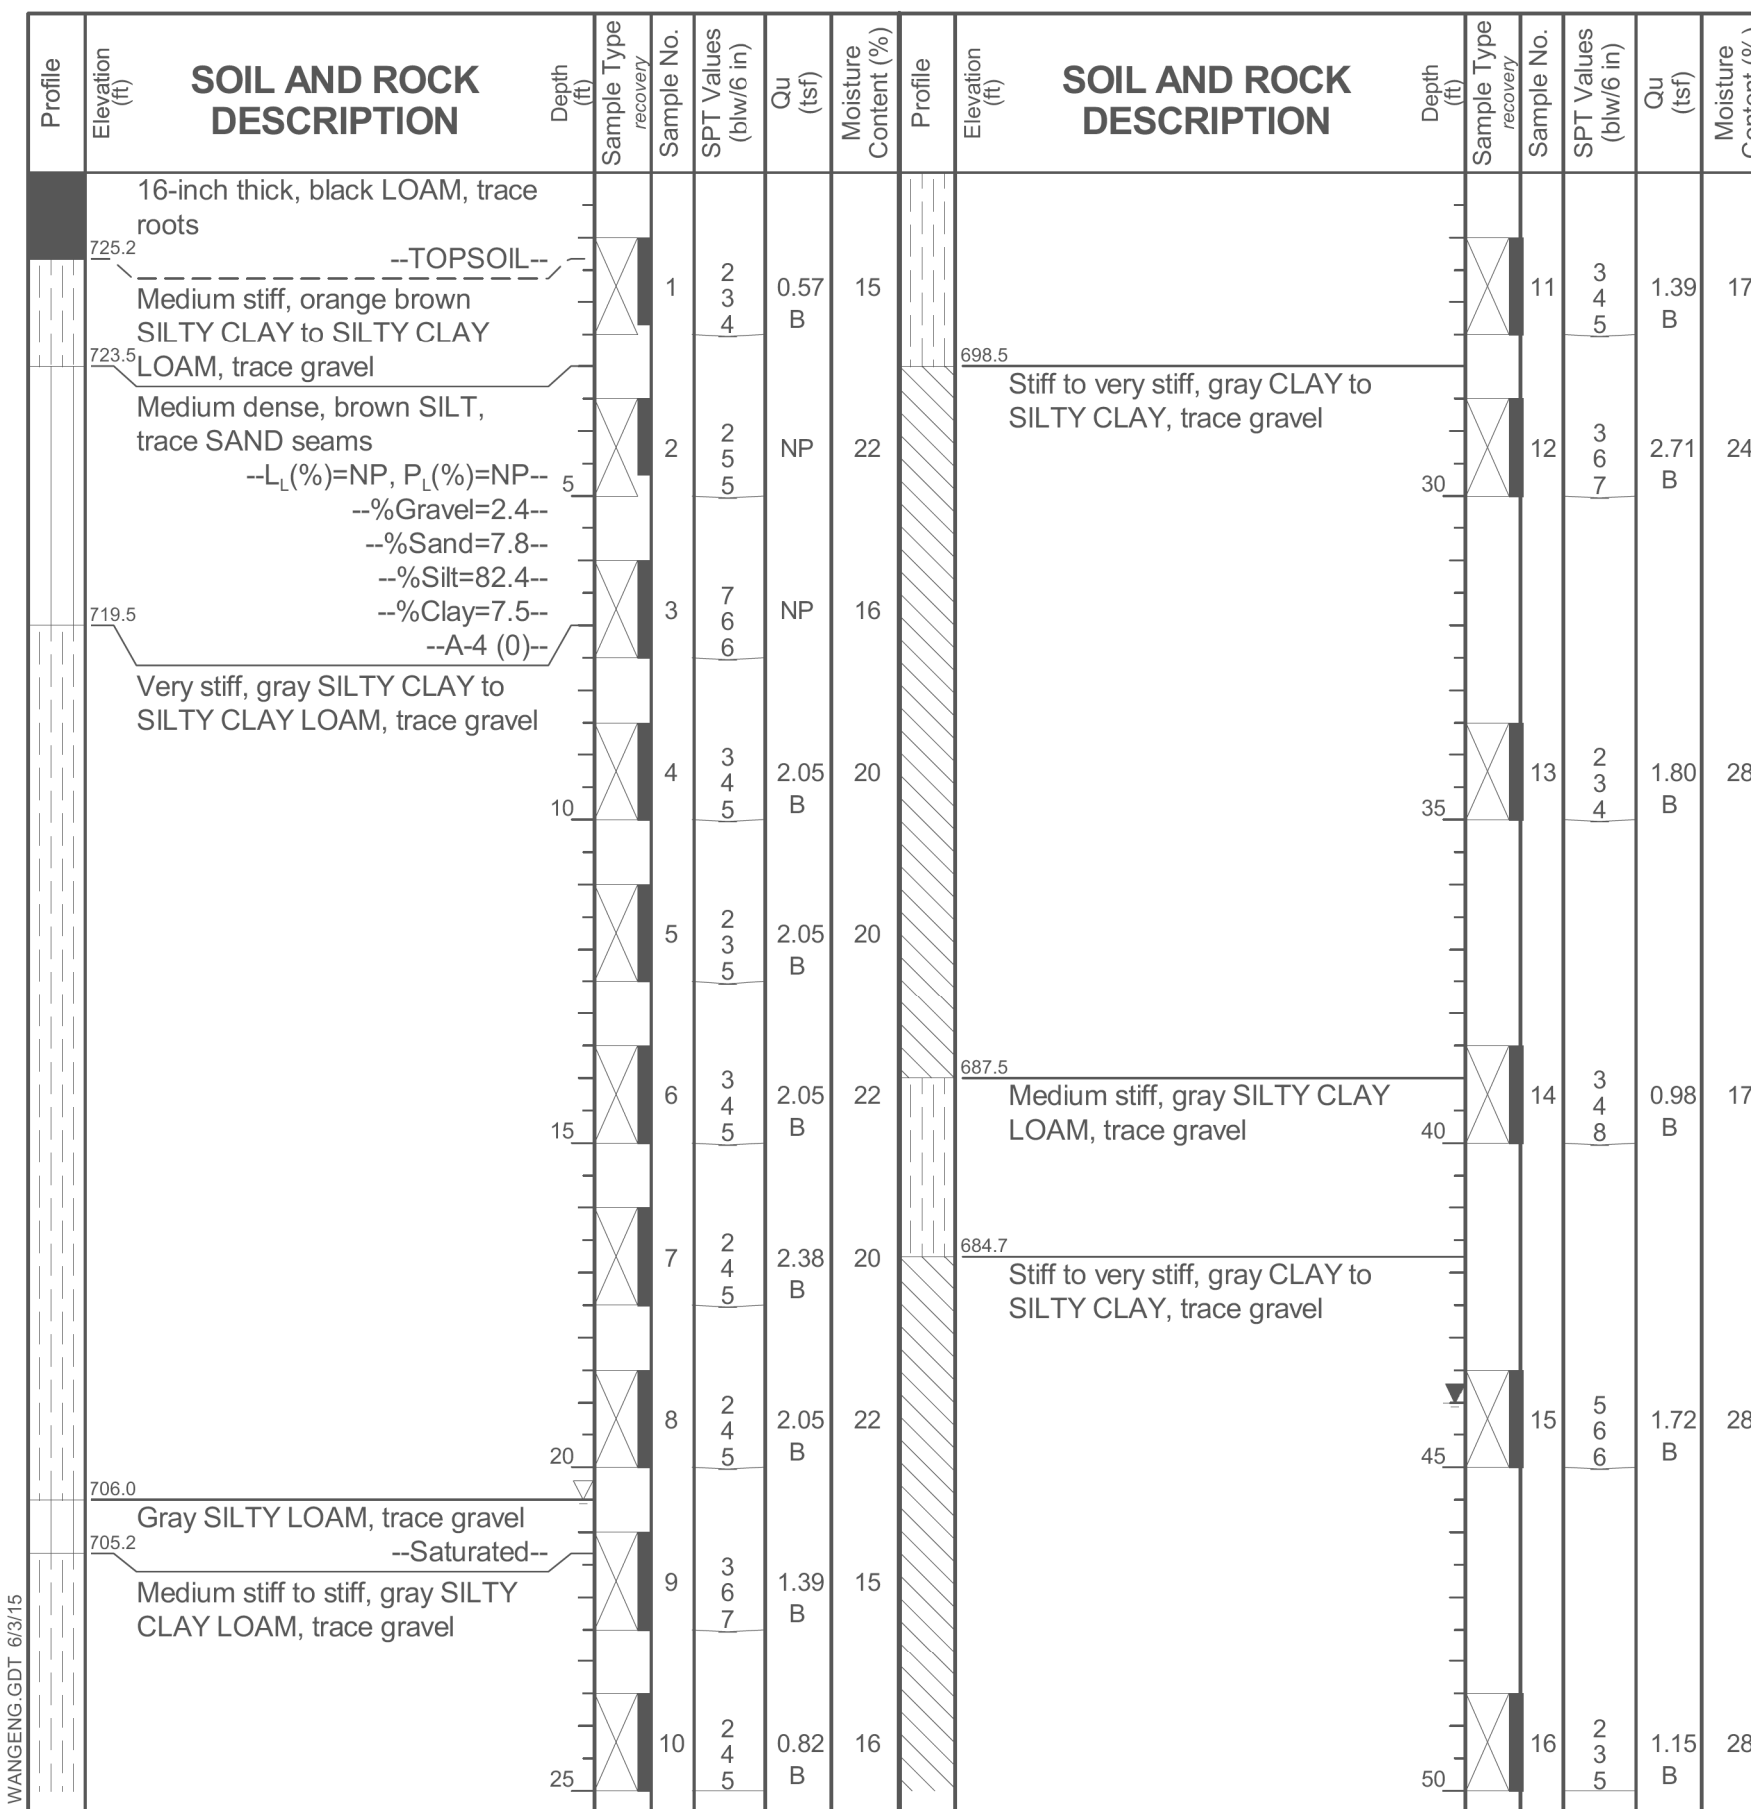 Profile
Elevation
(ft)
SOIL AND ROCK
DESCRIPTION
Depth
(ft)
Sample Type
recovery
Sample No.
SPT Values
(blw/6 in)
Qu
(tsf)
Moisture
Content (%)
16-inch thick, black LOAM, trace
roots
725.2
--TOPSOIL--
Medium stiff, orange brown
SILTY CLAY to SILTY CLAY
723.5
LOAM, trace gravel
1
2
3
4
0.57
B
15
Medium dense, brown SILT,
trace SAND seams
--LL(%)=NP, PL(%)=NP--
5
2
2
5
5
NP
22
--%Gravel=2.4--
--%Sand=7.8--
--%Silt=82.4--
719.5
--%Clay=7.5--
--A-4 (0)--
3
7
6
6
NP
16
Very stiff, gray SILTY CLAY to
SILTY CLAY LOAM, trace gravel
10
4
3
4
5
2.05
B
20
5
2
3
5
2.05
B
20
15
6
3
4
5
2.05
B
22
7
2
4
5
2.38
B
20
20
8
2
4
5
2.05
B
22
706.0
Gray SILTY LOAM, trace gravel
705.2
--Saturated--
Medium stiff to stiff, gray SILTY
CLAY LOAM, trace gravel
9
3
6
7
1.39
B
15
25
10
2
4
5
0.82
B
16
WANGENG.GDT 6/3/15
Profile
Elevation
(ft)
SOIL AND ROCK
DESCRIPTION
Depth
(ft)
Sample Type
recovery
Sample No.
SPT Values
(blw/6 in)
Qu
(tsf)
Moisture
11
3
4
5
1.39
B
17
698.5
Stiff to very stiff, gray CLAY to
SILTY CLAY, trace gravel
30
12
3
6
7
2.71
B
24
35
13
2
3
4
1.80
B
28
687.5
Medium stiff, gray SILTY CLAY
LOAM, trace gravel
40
14
3
4
8
0.98
B
17
684.7
Stiff to very stiff, gray CLAY to
SILTY CLAY, trace gravel
45
15
5
6
6
1.72
B
28
50
16
2
3
5
1.15
B
28